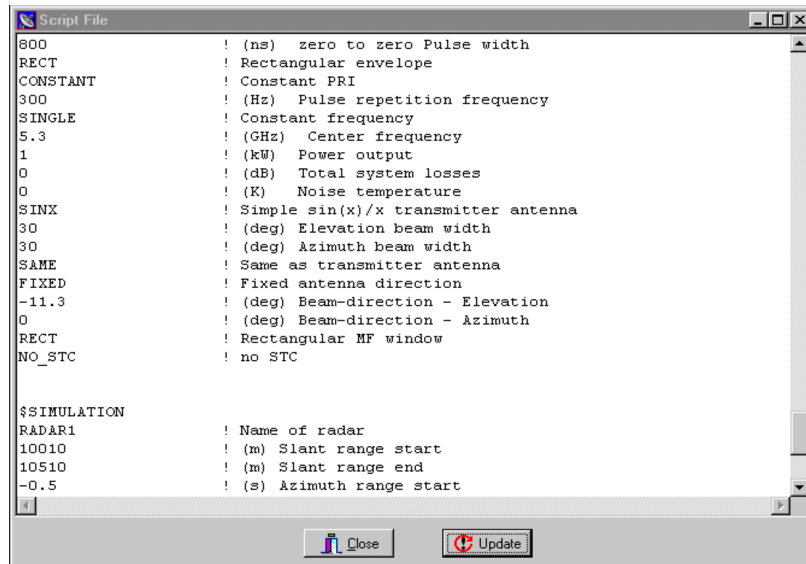 Script File
800 ! (ns) zero to zero Pulse width
RECT ! Rectangular envelope
CONSTANT ! Constant PRI
300 ! (Hz) Pulse repetition frequency
SINGLE ! Constant frequency
5.3 ! (GHz) Center frequency
1 ! (kW) Power output
0 ! (dB) Total system losses
0 ! (K) Noise temperature
SINX ! Simple sin(x)/x transmitter antenna
30 ! (deg) Elevation beam width
30 ! (deg) Azimuth beam width
SAME ! Same as transmitter antenna
FIXED ! Fixed antenna direction
-11.3 ! (deg) Beam-direction - Elevation
0 ! (deg) Beam-direction - Azimuth
RECT ! Rectangular MF window
NO_STC ! no STC
$SIMULATION
RADAR1 ! Name of radar
10010 ! (m) Slant range start
10510 ! (m) Slant range end
-0.5 ! (s) Azimuth range start
Close Update